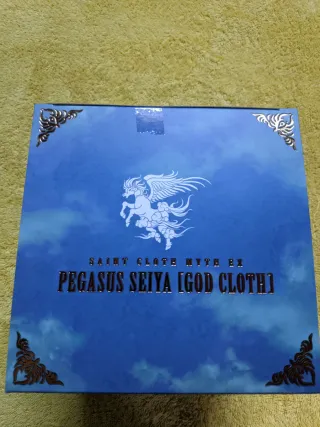 SAINT CLOTH MYTH EX
PEGASUS SEIYA [GOD CLOTH]